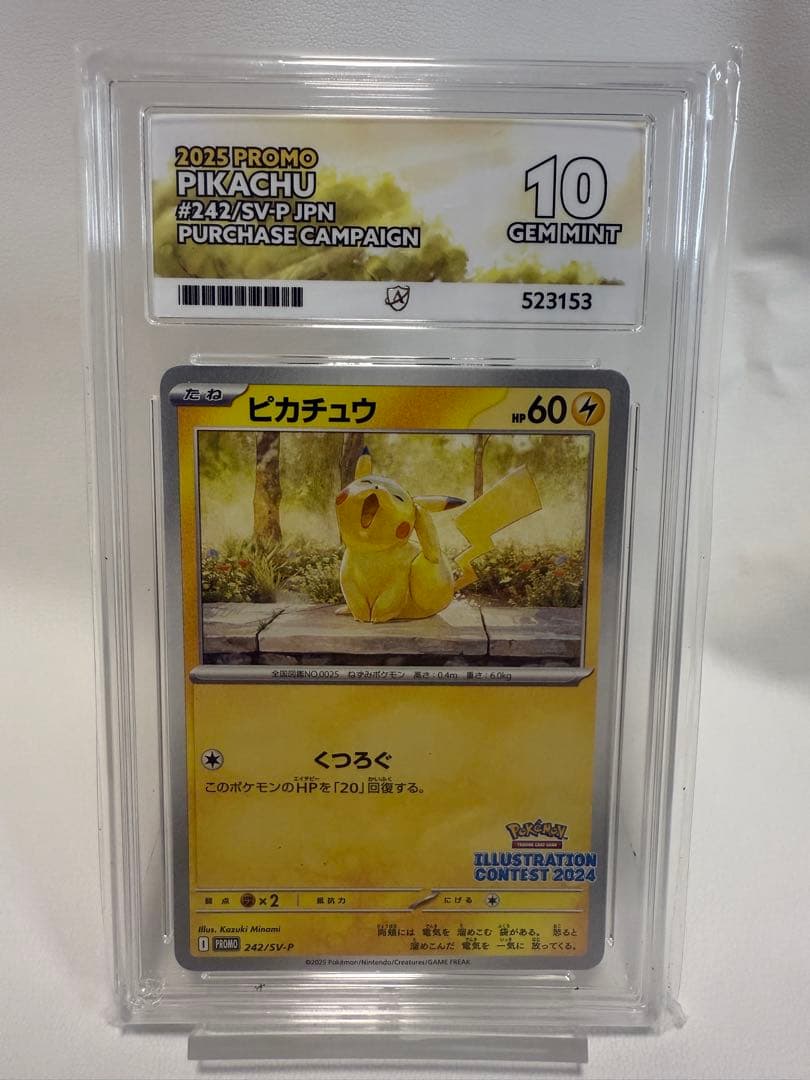 2025 PROMO
PIKACHU
#242/SV-P JPN
PURCHASE CAMPAIGN
10
GEM MINT
523153
たね
ピカチュウ
HP60
全国図鑑NO.0025 ねずみポケモン 高さ:0.4m 重さ:6.0kg
くつろぐ
このポケモンのHPを「20」回復する。
Pokémon
TRADING CARD GAME
ILLUSTRATION
CONTEST 2024
弱点 ×2 抵抗力 にげる
Illus. Kazuki Minami
両頬には 電気を 溜めこむ 袋がある。 怒ると
溜めこんだ 電気を 一気に 放ってくる。
I PROMO 242/SV-P
©2025 Pokémon/Nintendo/Creatures/GAME FREAK